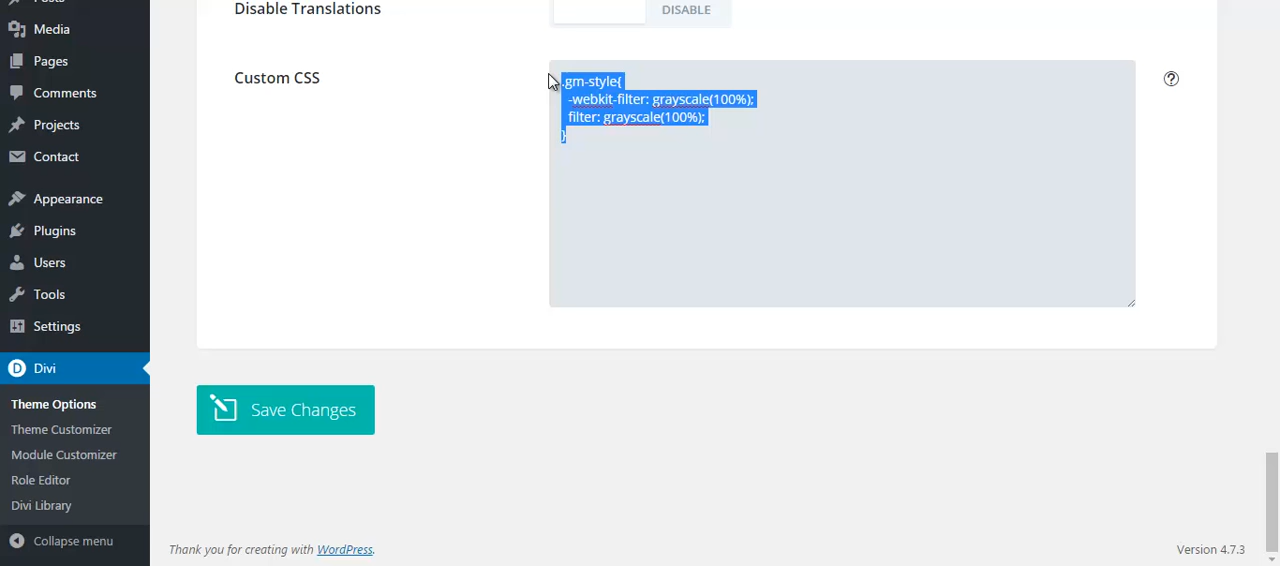 Posts
Media
Pages
Comments
Projects
Contact
Appearance
Plugins
Users
Tools
Settings
D Divi
Theme Options
Theme Customizer
Module Customizer
Role Editor
Divi Library
Collapse menu
Disable Translations
DISABLE
Custom CSS
.gm-style{
-webkit-filter: grayscale(100%);
filter: grayscale(100%);
}
?
Save Changes
Thank you for creating with WordPress.
Version 4.7.3